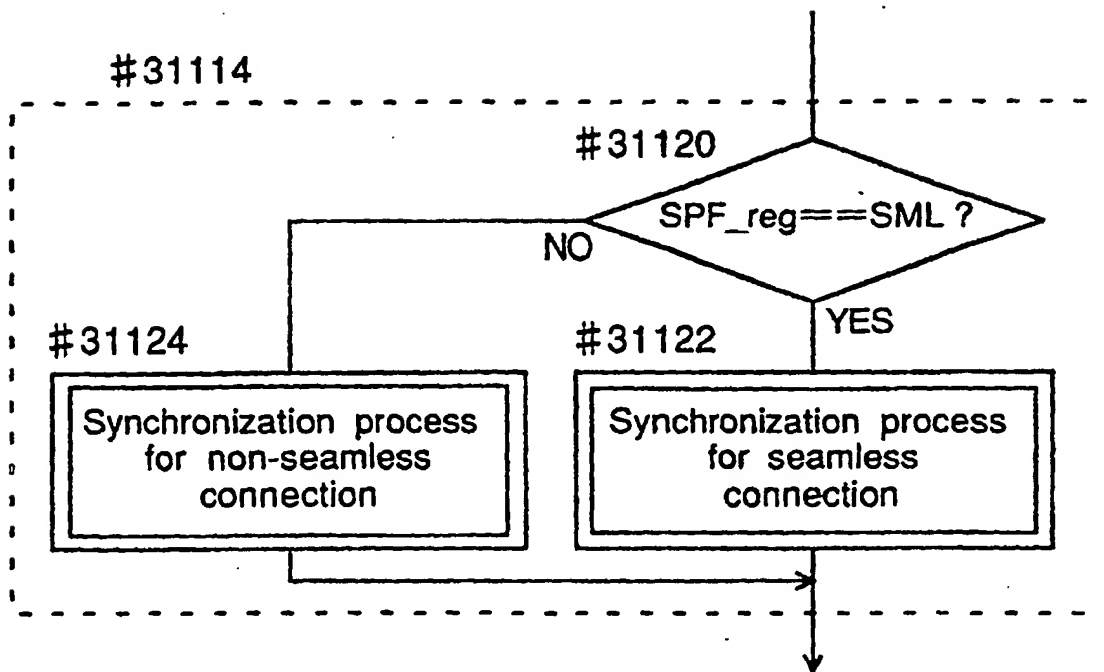 #31114
#31120
SPF_reg==SML ?
NO
YES
#31124
#31122
Synchronization process
for non-seamless
connection
Synchronization process
for seamless
connection